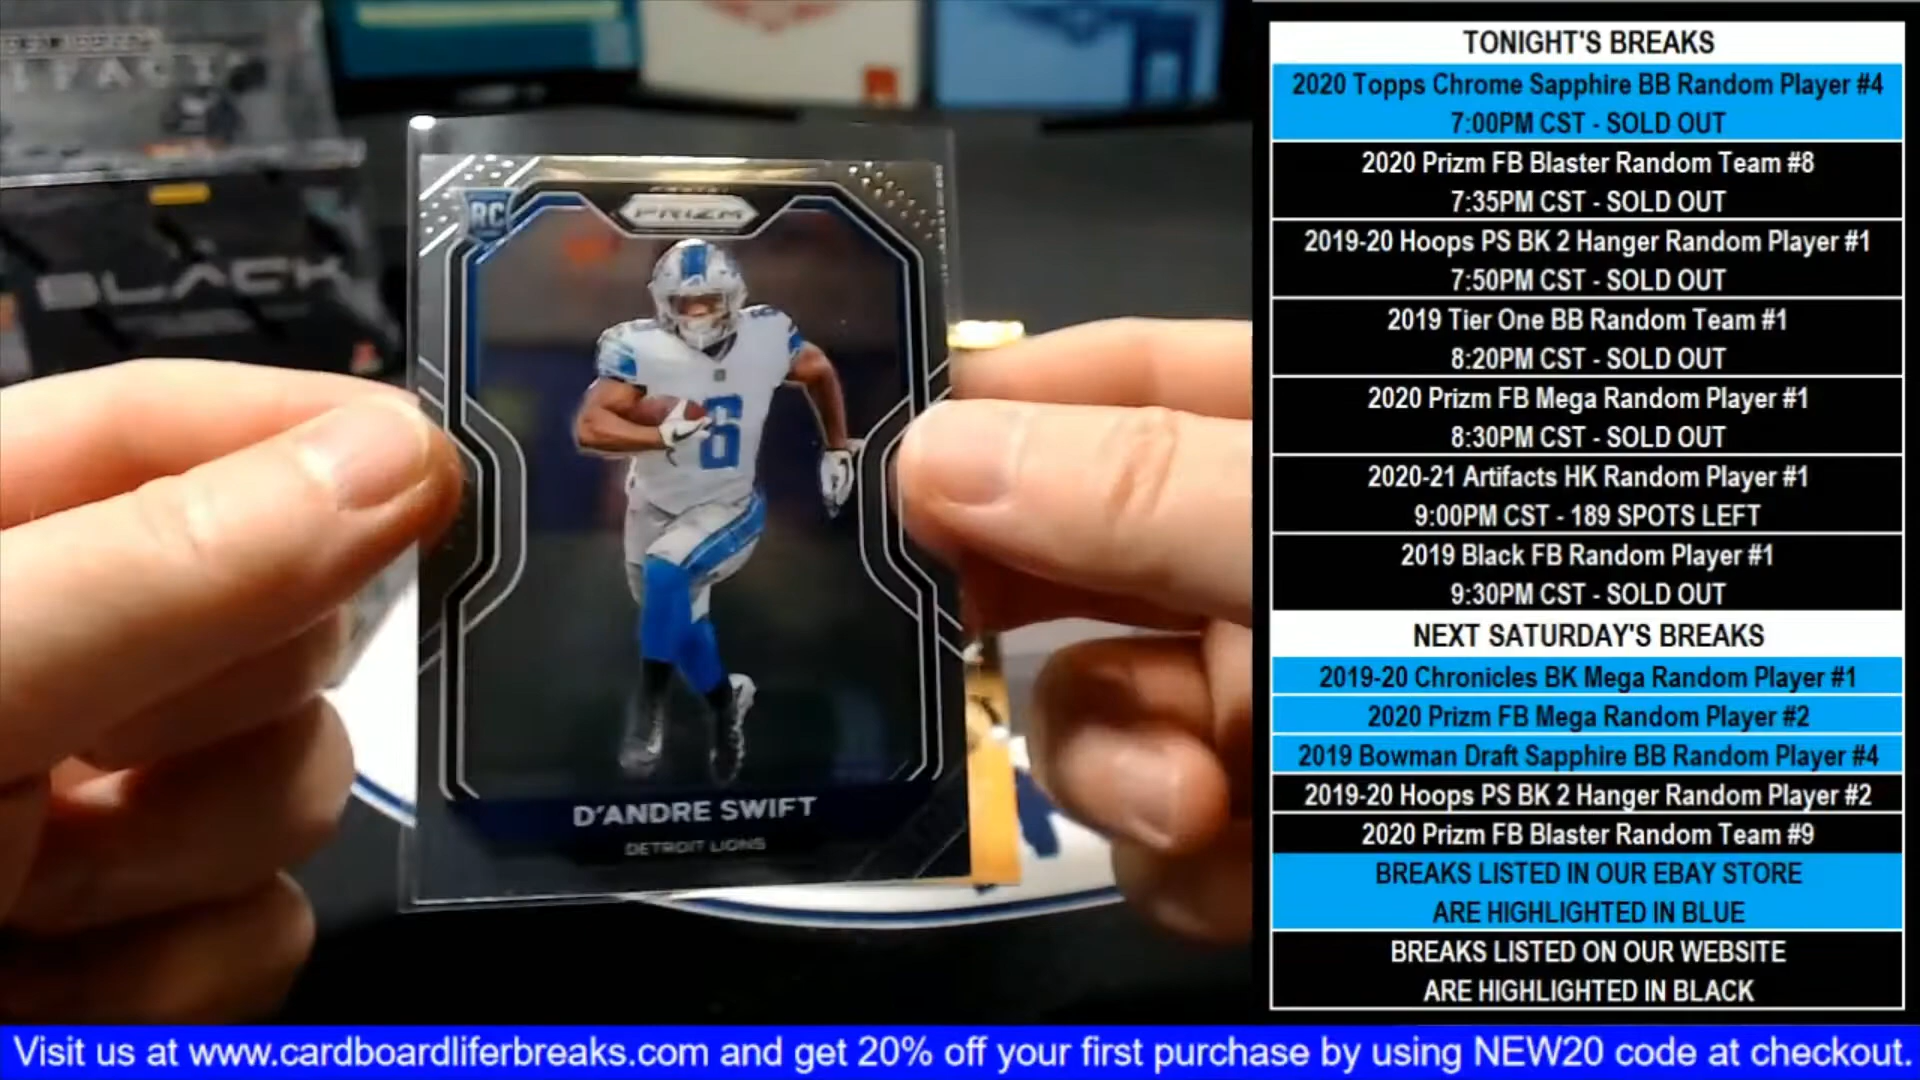 RC
PRIZM
6
D'ANDRE SWIFT
DETROIT LIONS
BLACK
TONIGHT'S BREAKS
2020 Topps Chrome Sapphire BB Random Player #4
7:00PM CST - SOLD OUT
2020 Prizm FB Blaster Random Team #8
7:35PM CST - SOLD OUT
2019-20 Hoops PS BK 2 Hanger Random Player #1
7:50PM CST - SOLD OUT
2019 Tier One BB Random Team #1
8:20PM CST - SOLD OUT
2020 Prizm FB Mega Random Player #1
8:30PM CST - SOLD OUT
2020-21 Artifacts HK Random Player #1
9:00PM CST - 189 SPOTS LEFT
2019 Black FB Random Player #1
9:30PM CST - SOLD OUT
NEXT SATURDAY'S BREAKS
2019-20 Chronicles BK Mega Random Player #1
2020 Prizm FB Mega Random Player #2
2019 Bowman Draft Sapphire BB Random Player #4
2019-20 Hoops PS BK 2 Hanger Random Player #2
2020 Prizm FB Blaster Random Team #9
BREAKS LISTED IN OUR EBAY STORE
ARE HIGHLIGHTED IN BLUE
BREAKS LISTED ON OUR WEBSITE
ARE HIGHLIGHTED IN BLACK
Visit us at www.cardboardliferbreaks.com and get 20% off your first purchase by using NEW20 code at checkout.